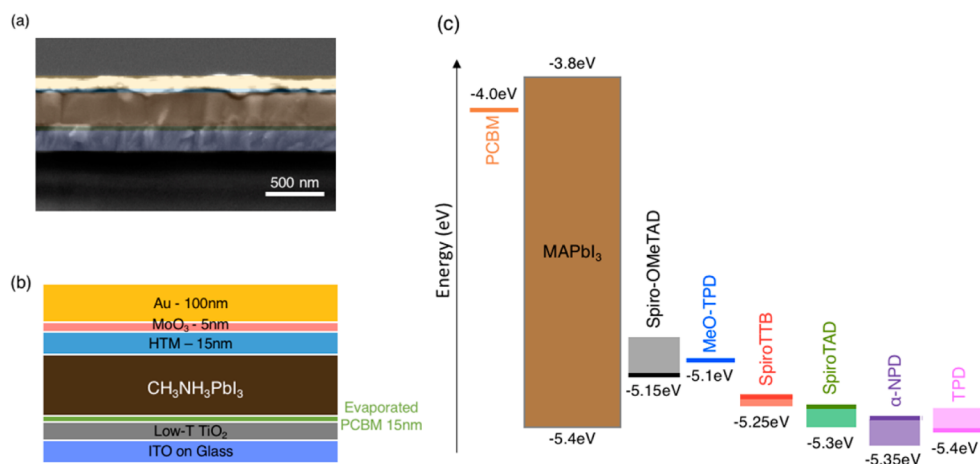 (a)
500 nm
(b)
Au - 100nm
MoO₃ - 5nm
HTM – 15nm
CH₃NH₃PbI₃
Evaporated
PCBM 15nm
Low-T TiO₂
ITO on Glass
(c)
Energy (eV)
-4.0eV
PCBM
-3.8eV
MAPbI₃
-5.4eV
Spiro-OMeTAD
-5.15eV
MeO-TPD
-5.1eV
SpiroTTB
-5.25eV
SpiroTAD
-5.3eV
α-NPD
-5.35eV
TPD
-5.4eV